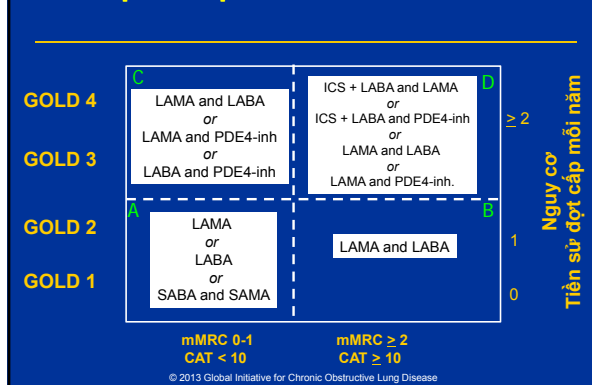 GOLD 4
GOLD 3
GOLD 2
GOLD 1
C
LAMA and LABA
or
LAMA and PDE4-inh
or
LABA and PDE4-inh
D
ICS + LABA and LAMA
or
ICS + LABA and PDE4-inh
or
LAMA and LABA
or
LAMA and PDE4-inh.
A
LAMA
or
LABA
or
SABA and SAMA
B
LAMA and LABA
≥ 2
1
0
Nguy cơ
Tiền sử đợt cấp mỗi năm
mMRC 0-1
CAT < 10
mMRC ≥ 2
CAT ≥ 10
© 2013 Global Initiative for Chronic Obstructive Lung Disease